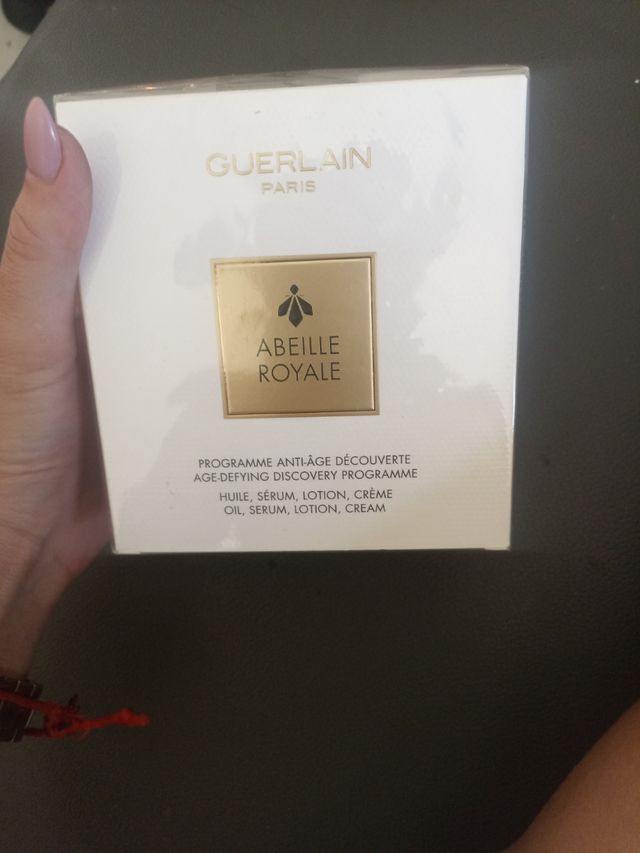 GUERLAIN
PARIS
ABEILLE
ROYALE
PROGRAMME ANTI-ÂGE DÉCOUVERTE
AGE-DEFYING DISCOVERY PROGRAMME
HUILE, SÉRUM, LOTION, CRÈME
OIL, SERUM, LOTION, CREAM